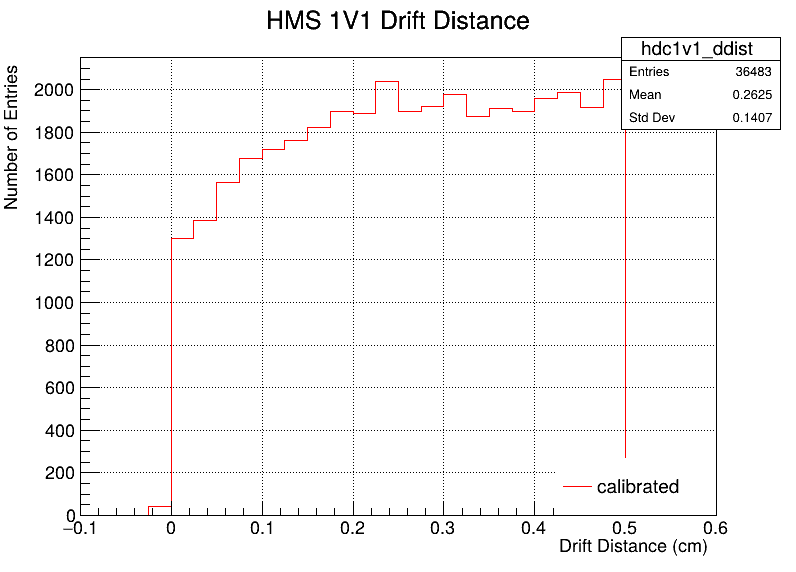 HMS 1V1 Drift Distance
hdc1v1_ddist
Entries 36483
Mean 0.2625
Std Dev 0.1407
Number of Entries
2000
1800
1600
1400
1200
1000
800
600
400
200
0
calibrated
−0.1 0 0.1 0.2 0.3 0.4 0.5 0.6
Drift Distance (cm)